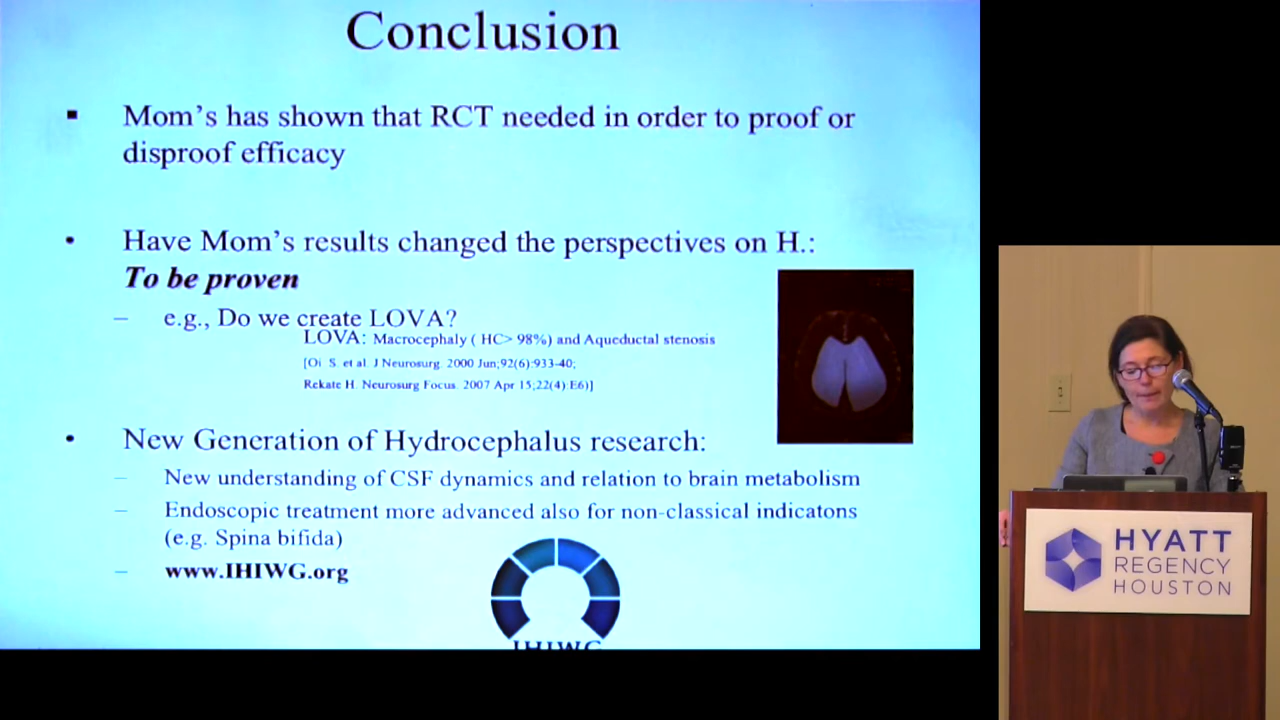 Conclusion
Mom's has shown that RCT needed in order to proof or
disproof efficacy
Have Mom's results changed the perspectives on H.:
To be proven
– e.g., Do we create LOVA?
LOVA: Macrocephaly ( HC> 98%) and Aqueductal stenosis
[Oi S. et al. J Neurosurg. 2000 Jun;92(6):933-40;
Rekate H. Neurosurg Focus. 2007 Apr 15;22(4):E6)]
New Generation of Hydrocephalus research:
– New understanding of CSF dynamics and relation to brain metabolism
– Endoscopic treatment more advanced also for non-classical indicatons
(e.g. Spina bifida)
– www.IHIWG.org
IHIWG
HYATT
REGENCY
HOUSTON